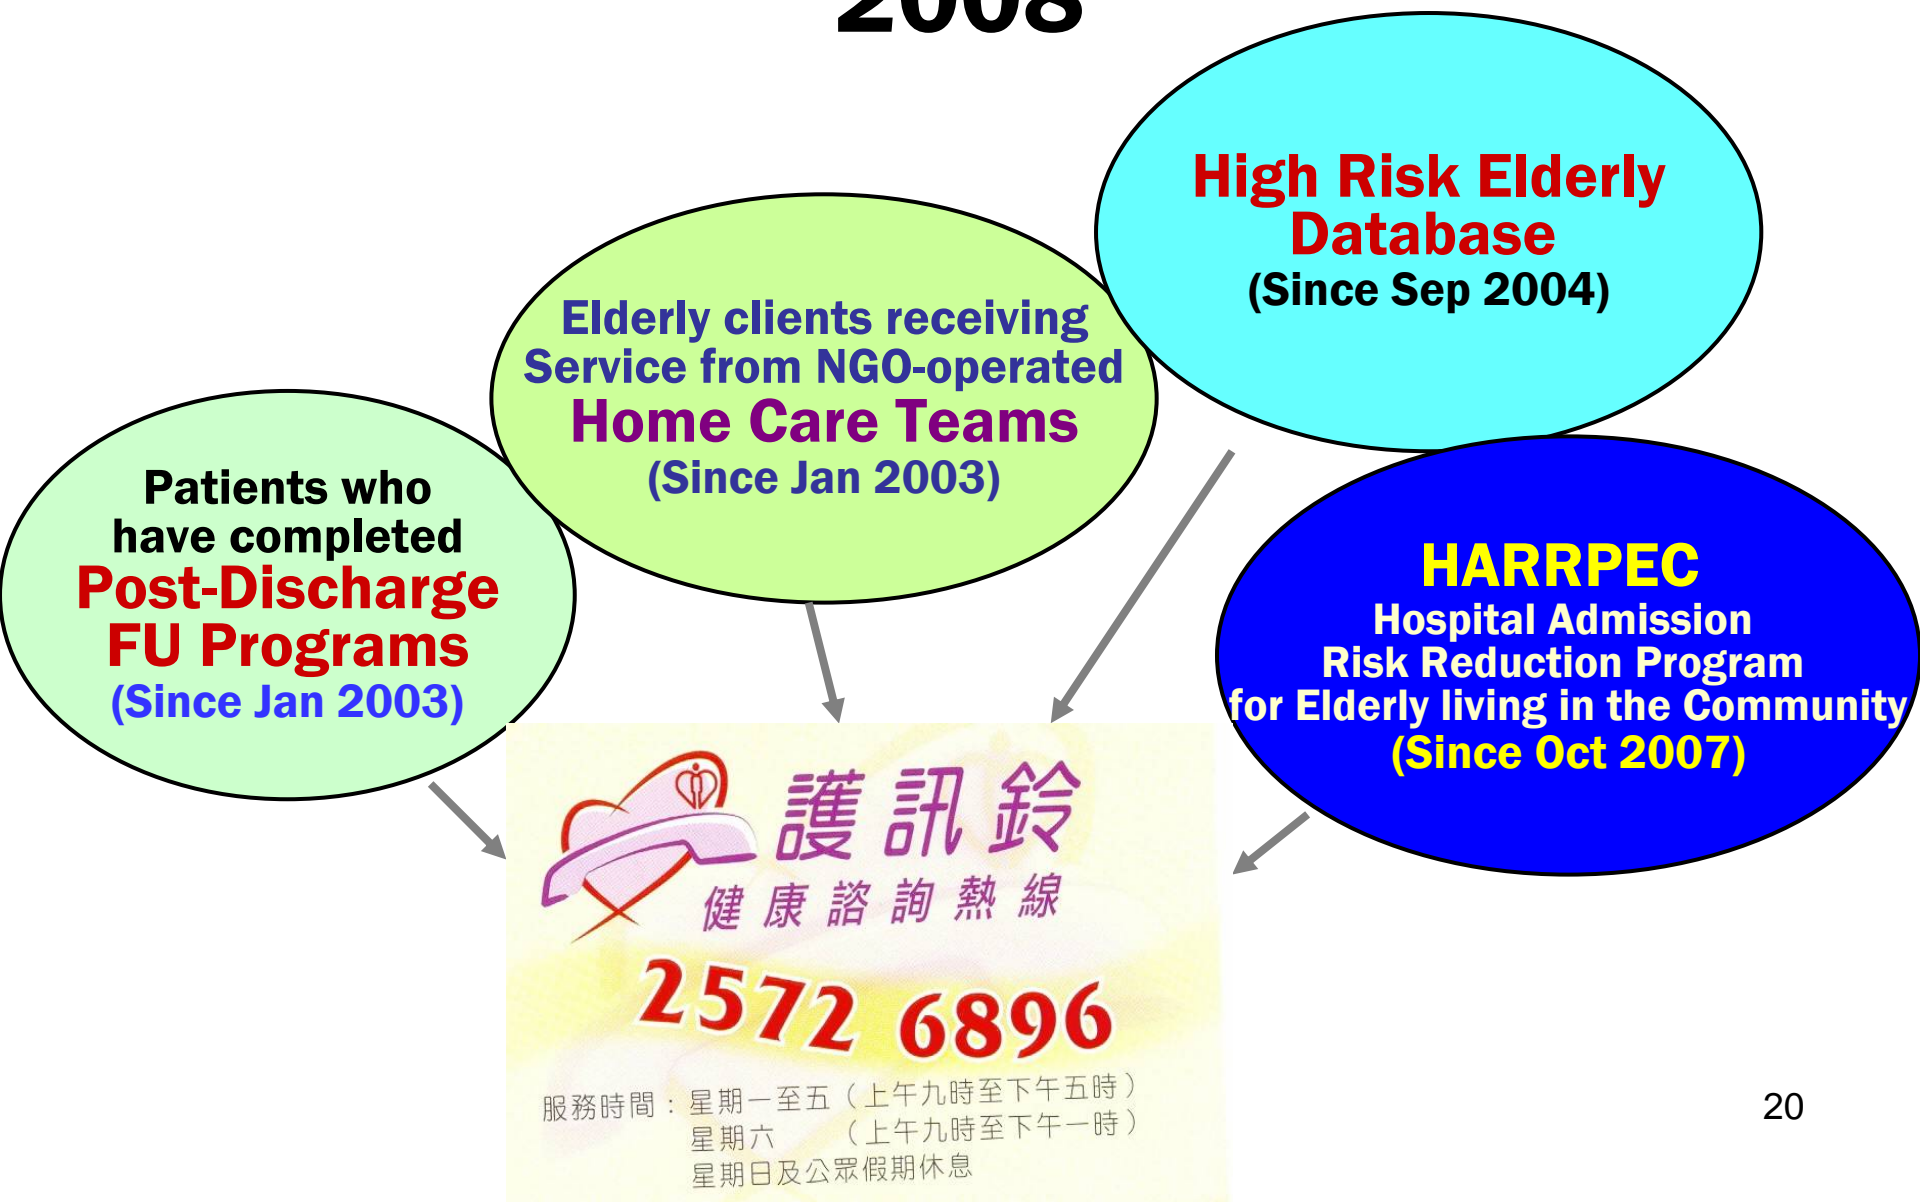 2008
High Risk Elderly
Database
(Since Sep 2004)
Elderly clients receiving
Service from NGO-operated
Home Care Teams
(Since Jan 2003)
Patients who
have completed
Post-Discharge
FU Programs
(Since Jan 2003)
HARRPEC
Hospital Admission
Risk Reduction Program
for Elderly living in the Community
(Since Oct 2007)
護訊鈴
健康諮詢熱線
2572 6896
服務時間：星期一至五（上午九時至下午五時）
星期六（上午九時至下午一時）
星期日及公眾假期休息
20